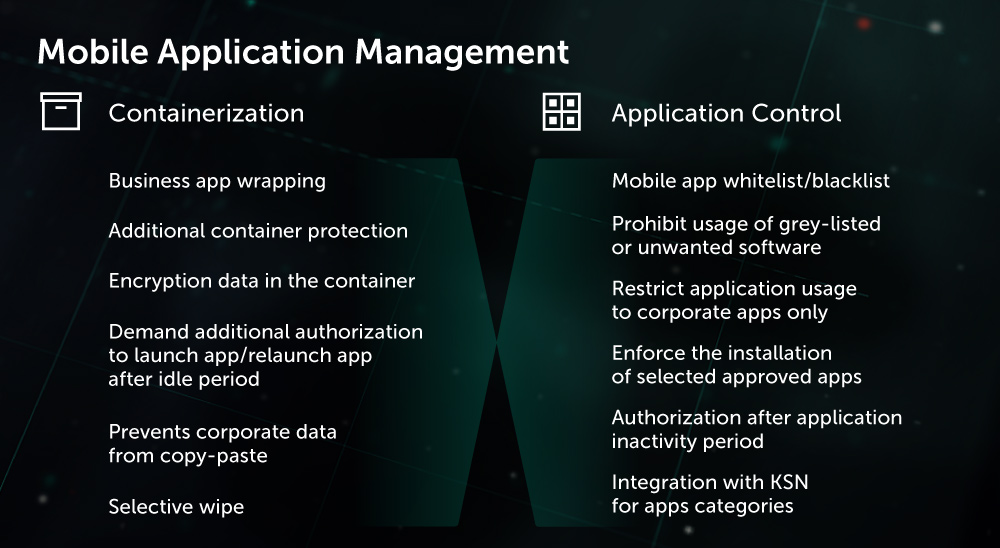 Mobile Application Management
Containerization
Business app wrapping
Additional container protection
Encryption data in the container
Demand additional authorization
to launch app/relaunch app
after idle period
Prevents corporate data
from copy-paste
Selective wipe
Application Control
Mobile app whitelist/blacklist
Prohibit usage of grey-listed
or unwanted software
Restrict application usage
to corporate apps only
Enforce the installation
of selected approved apps
Authorization after application
inactivity period
Integration with KSN
for apps categories